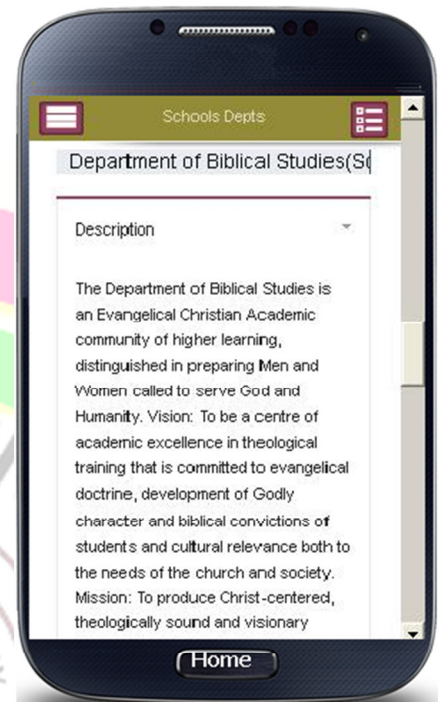 Schools Depts
Department of Biblical Studies(Sc
Description
The Department of Biblical Studies is
an Evangelical Christian Academic
community of higher learning,
distinguished in preparing Men and
Women called to serve God and
Humanity. Vision: To be a centre of
academic excellence in theological
training that is committed to evangelical
doctrine, development of Godly
character and biblical convictions of
students and cultural relevance both to
the needs of the church and society.
Mission: To produce Christ-centered,
theologically sound and visionary
Home